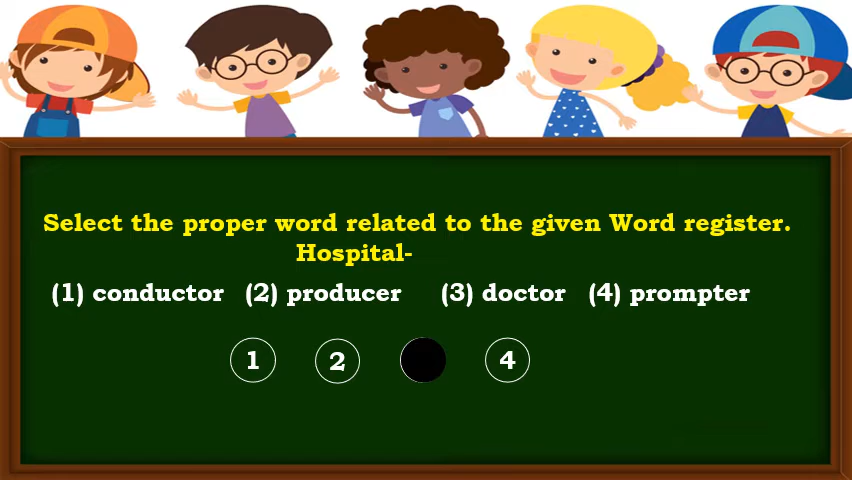 Select the proper word related to the given Word register.
Hospital-
(1) conductor (2) producer (3) doctor (4) prompter
1 2 4